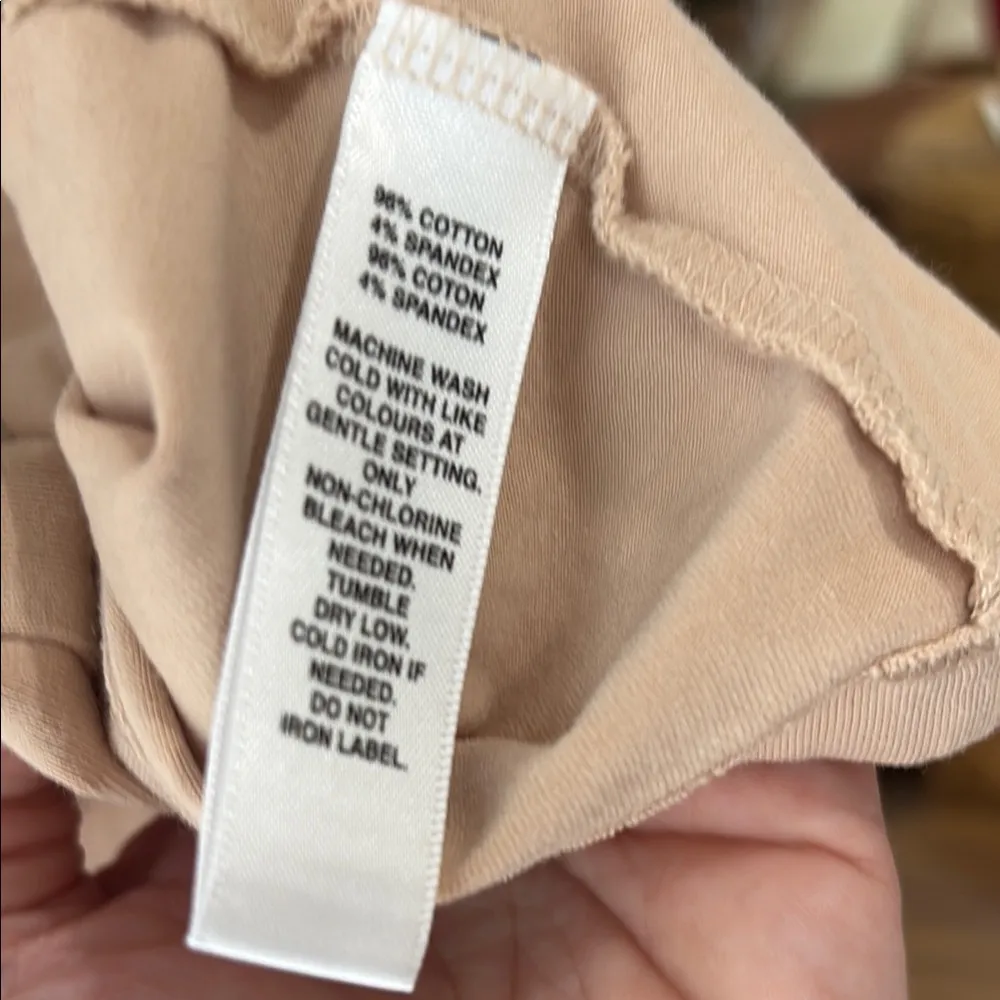 96% COTTON
4% SPANDEX
96% COTON
4% SPANDEX
MACHINE WASH
COLD WITH LIKE
COLOURS AT
GENTLE SETTING.
ONLY
NON-CHLORINE
BLEACH WHEN
NEEDED.
TUMBLE
DRY LOW.
COLD IRON IF
NEEDED.
DO NOT
IRON LABEL.